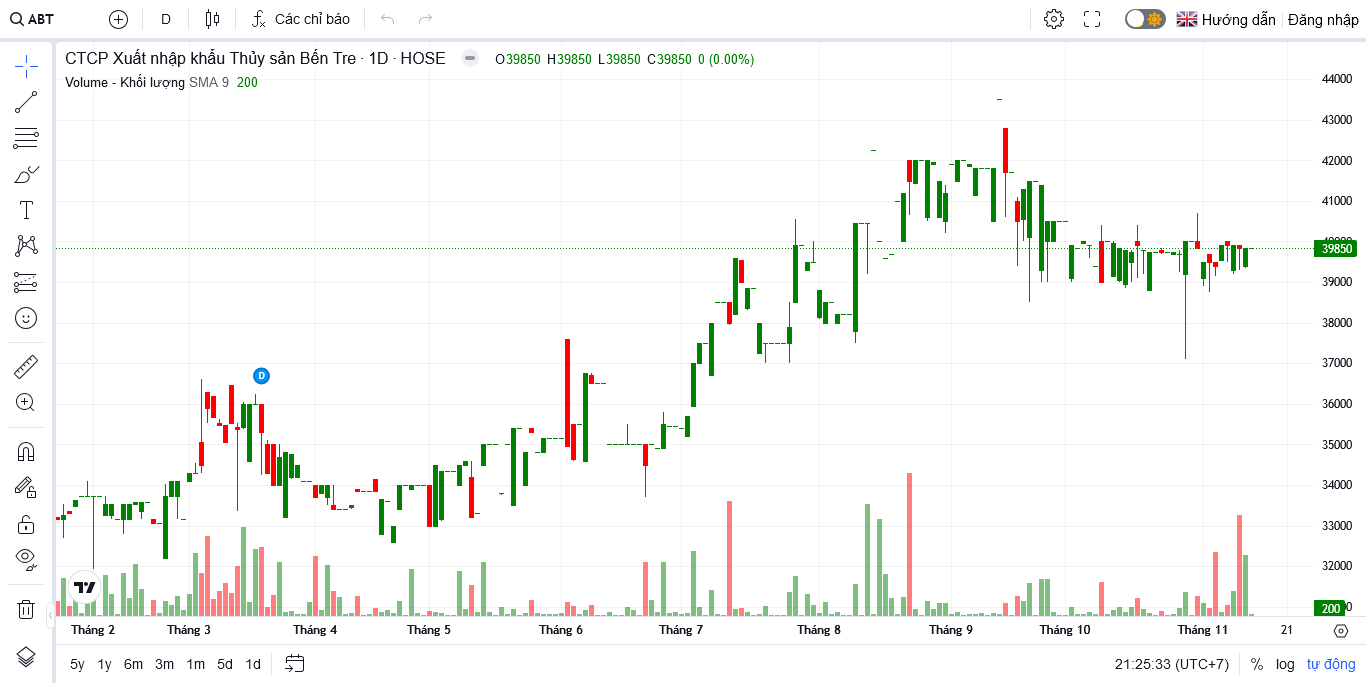 ABT D Các chỉ báo Hướng dẫn Đăng nhập
CTCP Xuất nhập khẩu Thủy sản Bến Tre · 1D · HOSE O39850 H39850 L39850 C39850 0 (0.00%)
Volume - Khối lượng SMA 9 200
44000
43000
42000
41000
39850
39000
38000
37000
D
36000
35000
34000
33000
32000
200
Tháng 2 Tháng 3 Tháng 4 Tháng 5 Tháng 6 Tháng 7 Tháng 8 Tháng 9 Tháng 10 Tháng 11 21
5y 1y 6m 3m 1m 5d 1d 21:25:33 (UTC+7) % log tự động